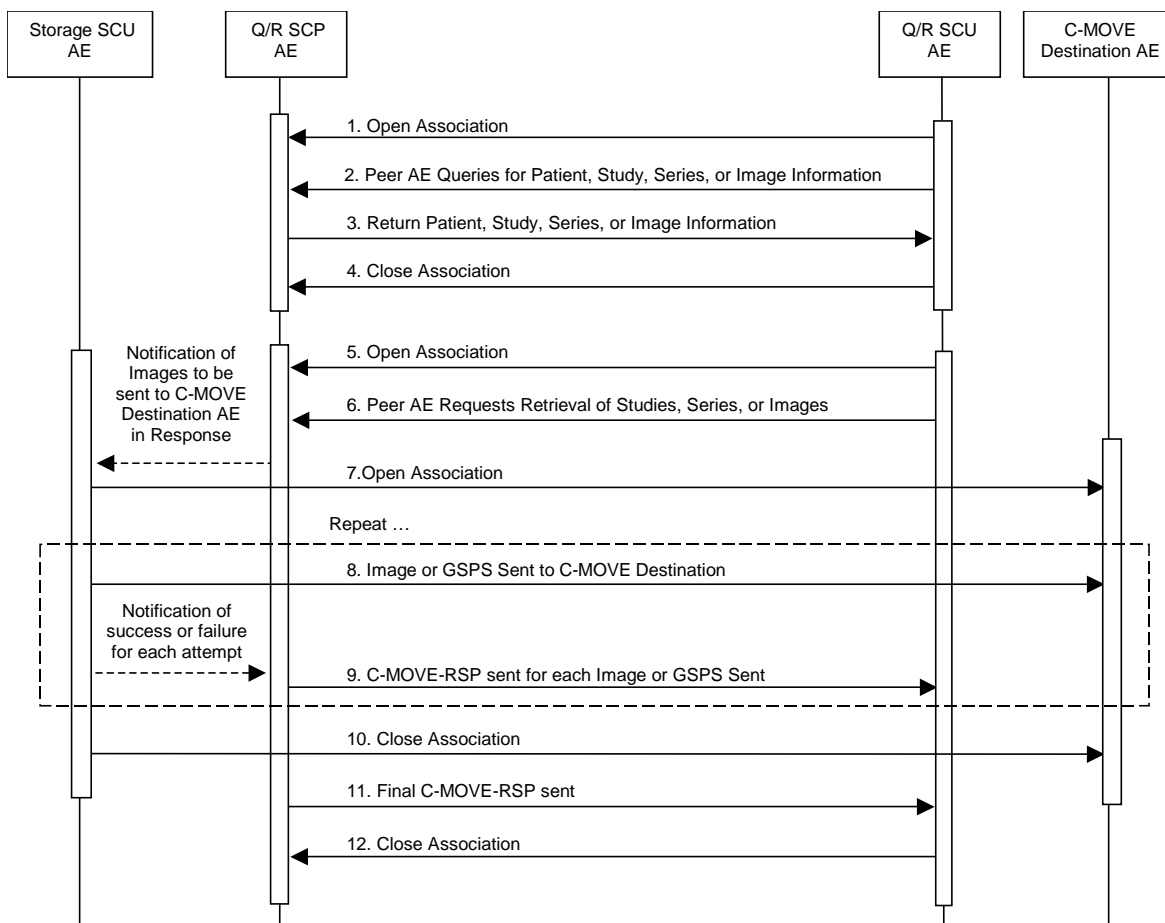 Storage SCU
AE
Q/R SCP
AE
Q/R SCU
AE
C-MOVE
Destination AE
1. Open Association
2. Peer AE Queries for Patient, Study, Series, or Image Information
3. Return Patient, Study, Series, or Image Information
4. Close Association
Notification of
Images to be
sent to C-MOVE
Destination AE
in Response
5. Open Association
6. Peer AE Requests Retrieval of Studies, Series, or Images
7.Open Association
Repeat …
8. Image or GSPS Sent to C-MOVE Destination
Notification of
success or failure
for each attempt
9. C-MOVE-RSP sent for each Image or GSPS Sent
10. Close Association
11. Final C-MOVE-RSP sent
12. Close Association